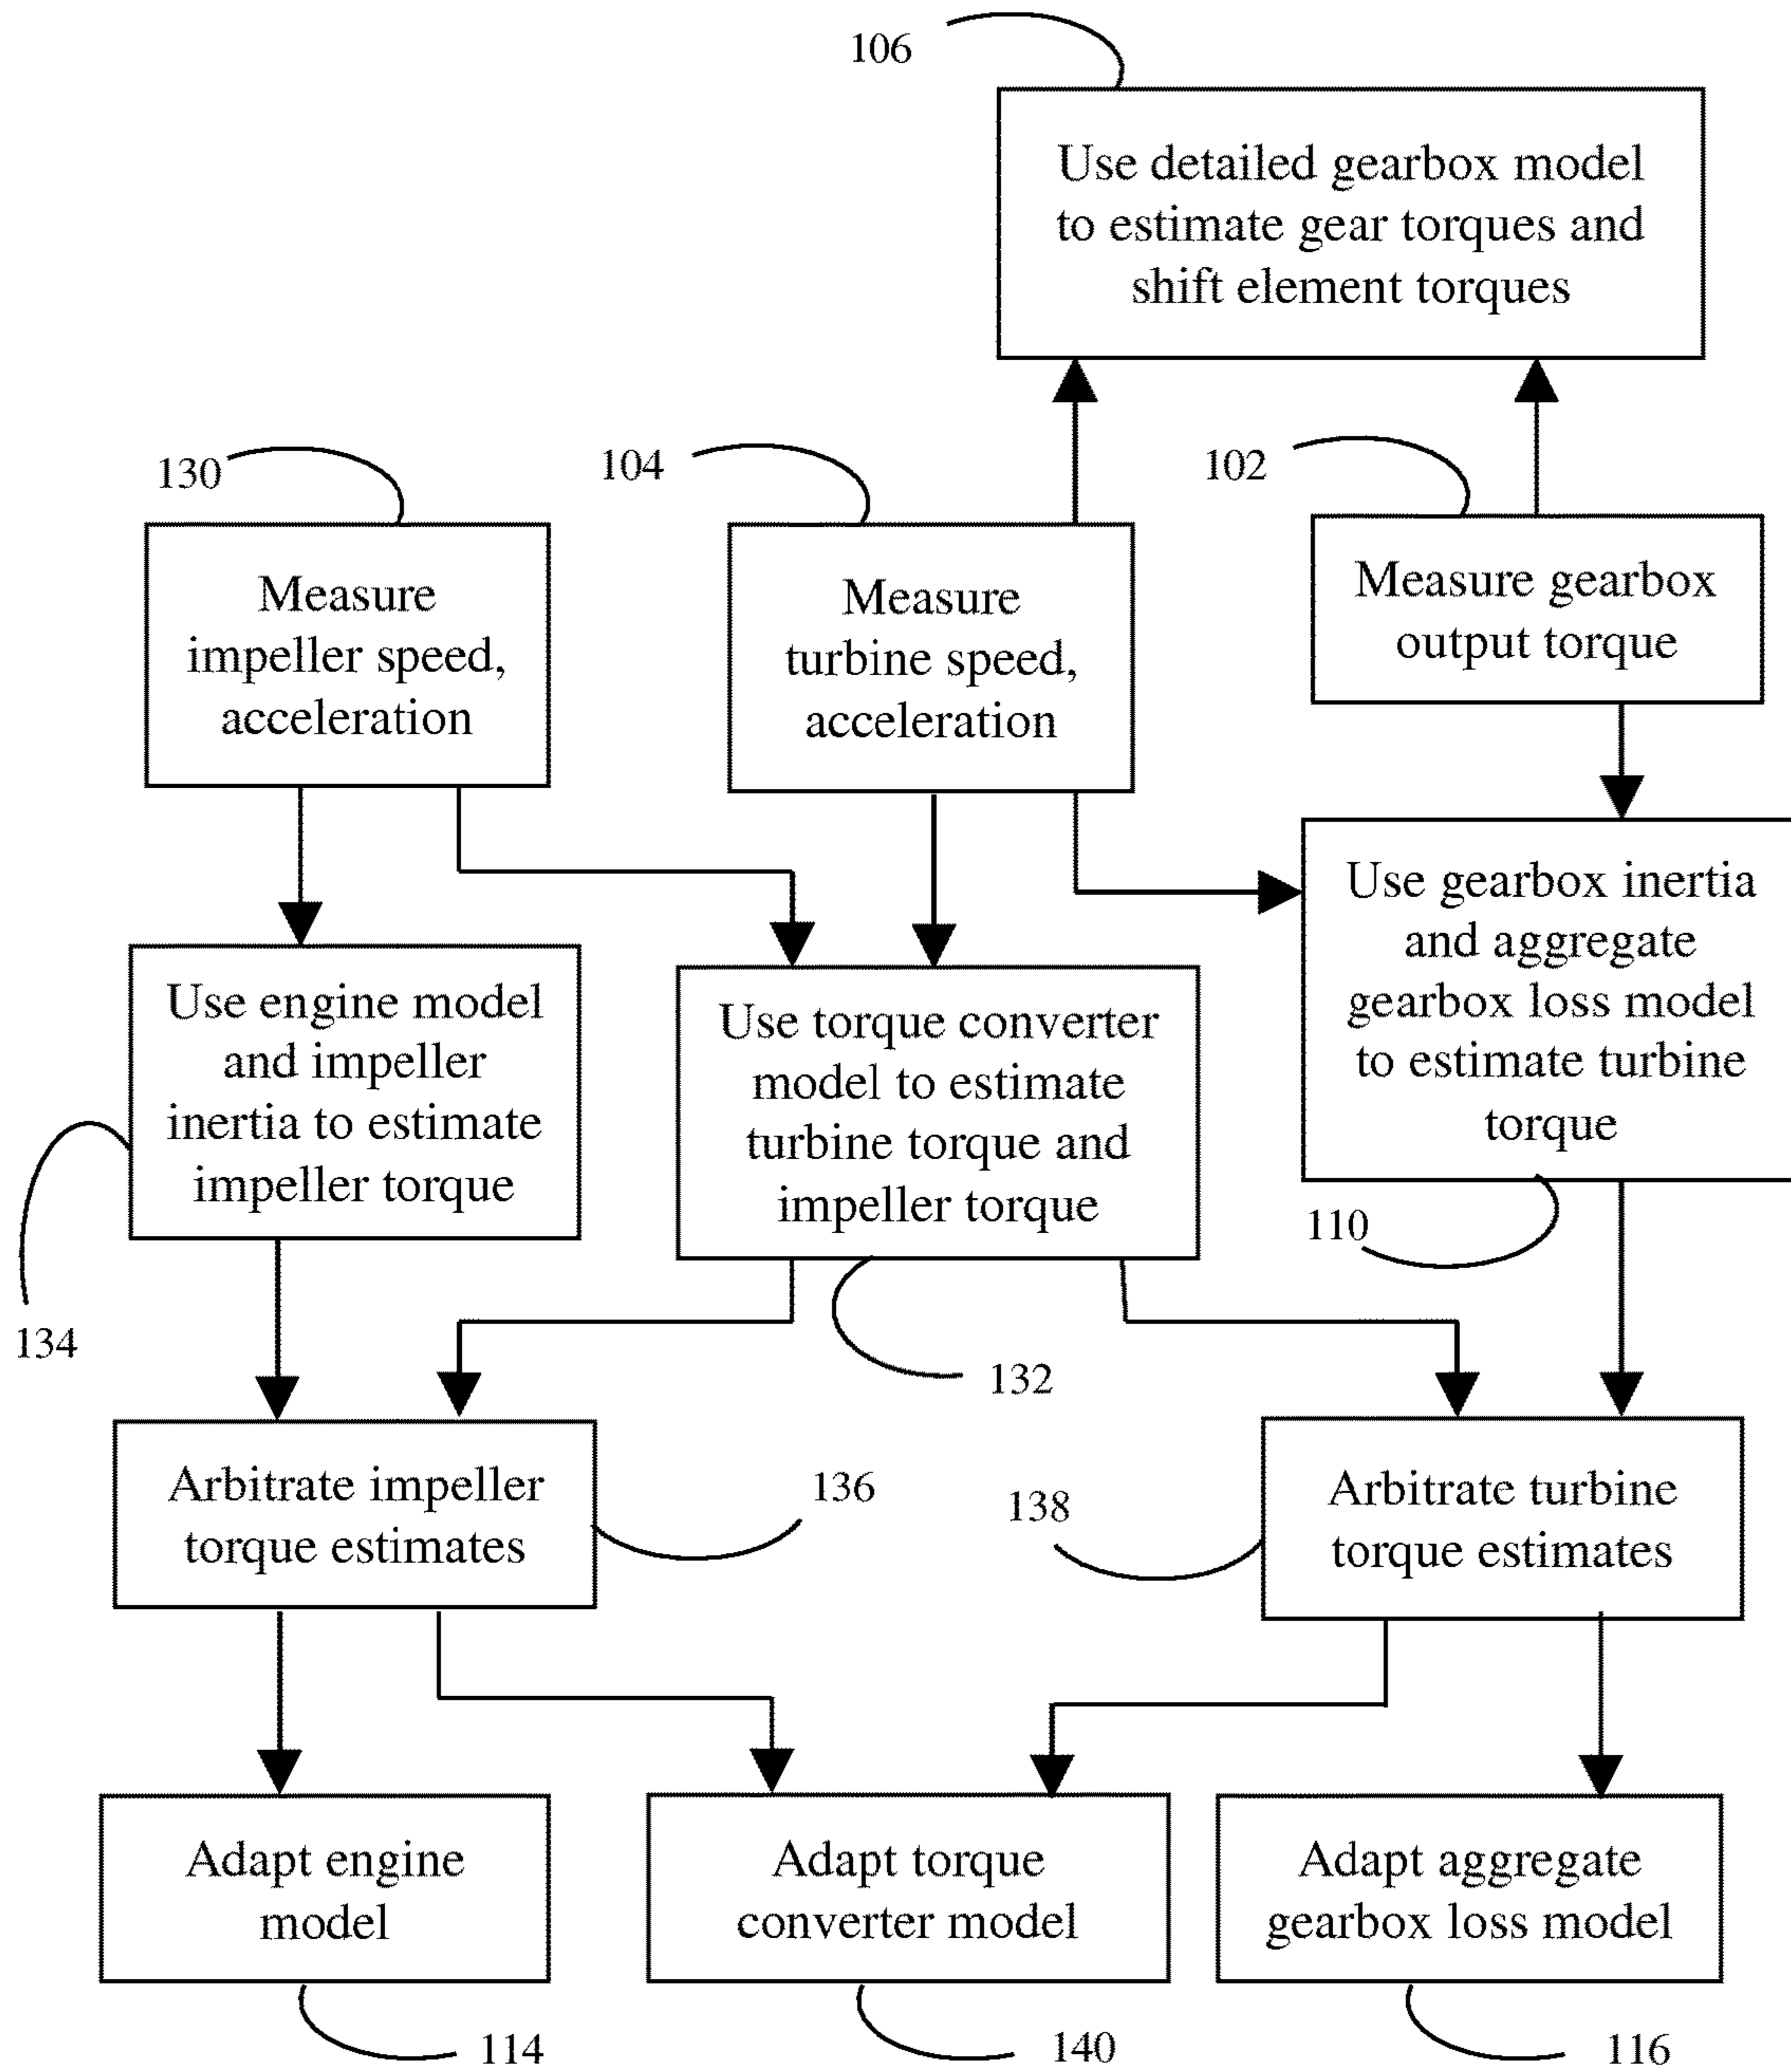 106
Use detailed gearbox model
to estimate gear torques and
shift element torques
130
104
102
Measure
impeller speed,
acceleration
Measure
turbine speed,
acceleration
Measure gearbox
output torque
Use engine model
and impeller
inertia to estimate
impeller torque
Use torque converter
model to estimate
turbine torque and
impeller torque
Use gearbox inertia
and aggregate
gearbox loss model
to estimate turbine
torque
110
134
132
Arbitrate impeller
torque estimates
136
138
Arbitrate turbine
torque estimates
Adapt engine
model
Adapt torque
converter model
Adapt aggregate
gearbox loss model
114
140
116